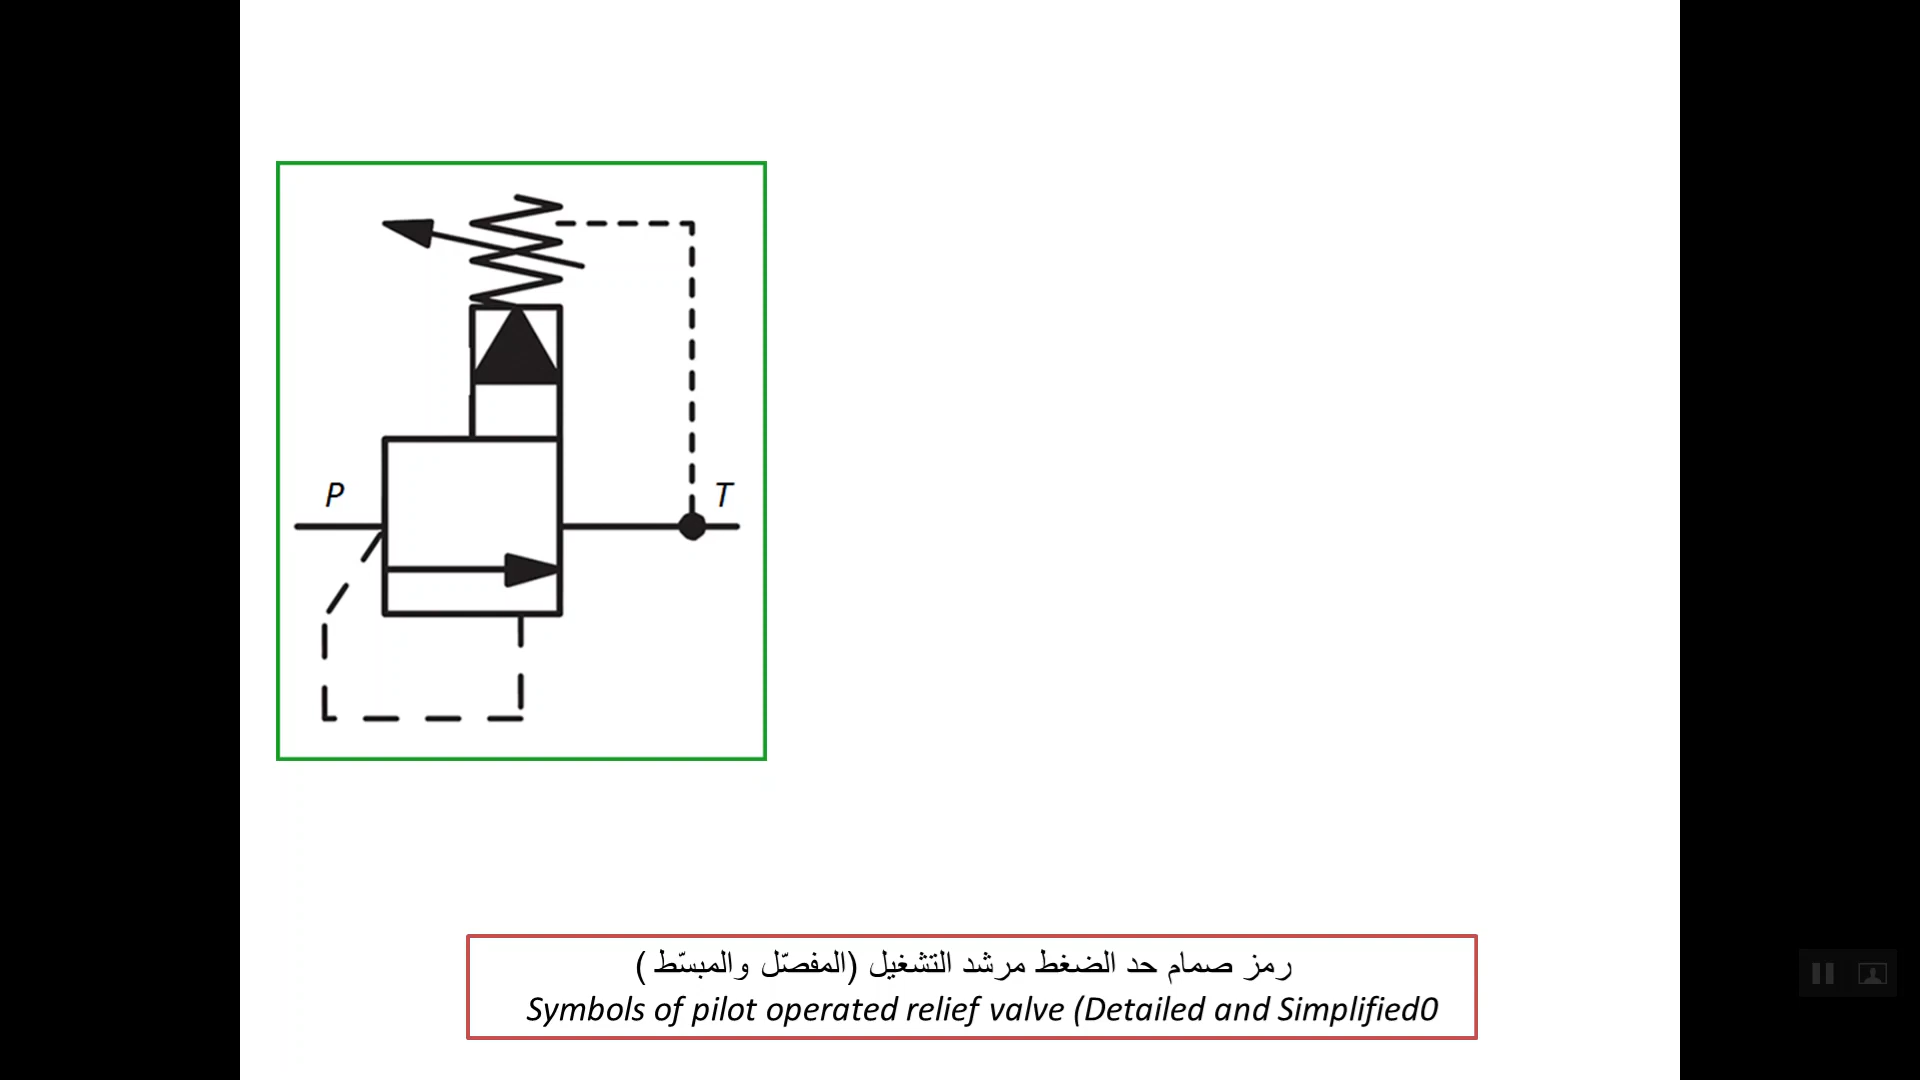 P
T
رمز صمام حد الضغط مرشد التشغيل (المفصّل والمبسّط )
Symbols of pilot operated relief valve (Detailed and Simplified0